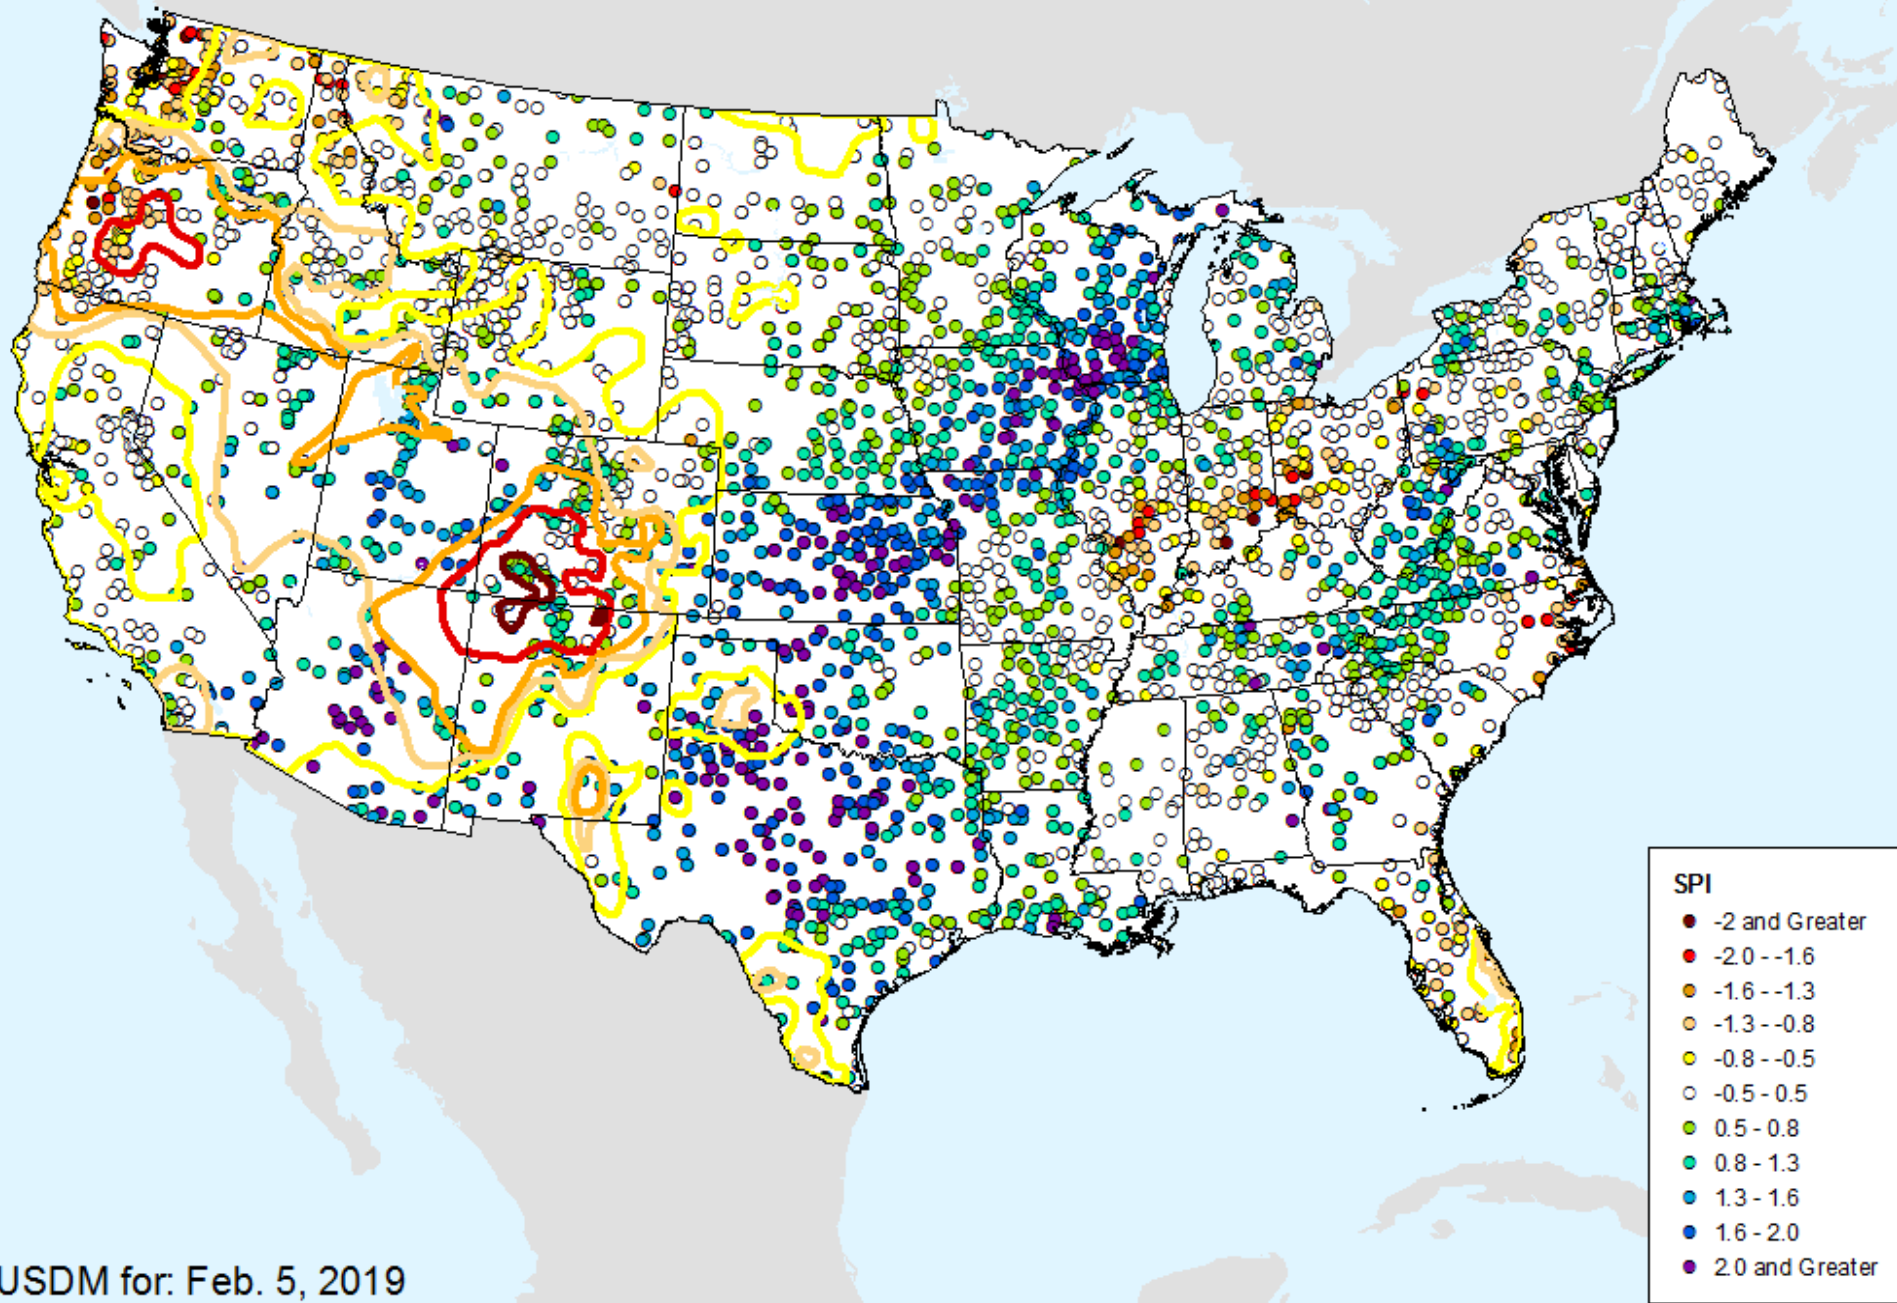 SPI
-2 and Greater
-2.0 - -1.6
-1.6 - -1.3
-1.3 - -0.8
-0.8 - -0.5
-0.5 - 0.5
0.5 - 0.8
0.8 - 1.3
1.3 - 1.6
1.6 - 2.0
2.0 and Greater
USDM for: Feb. 5, 2019